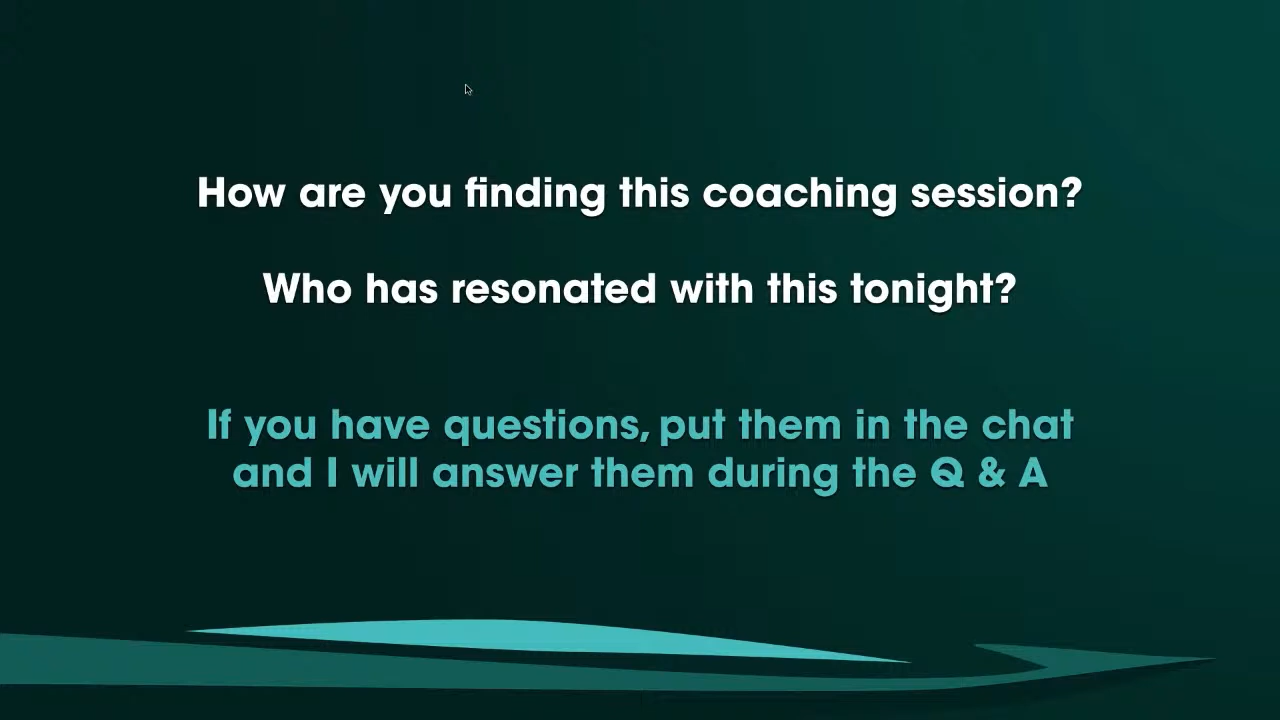 How are you finding this coaching session?
Who has resonated with this tonight?
If you have questions, put them in the chat
and I will answer them during the Q & A